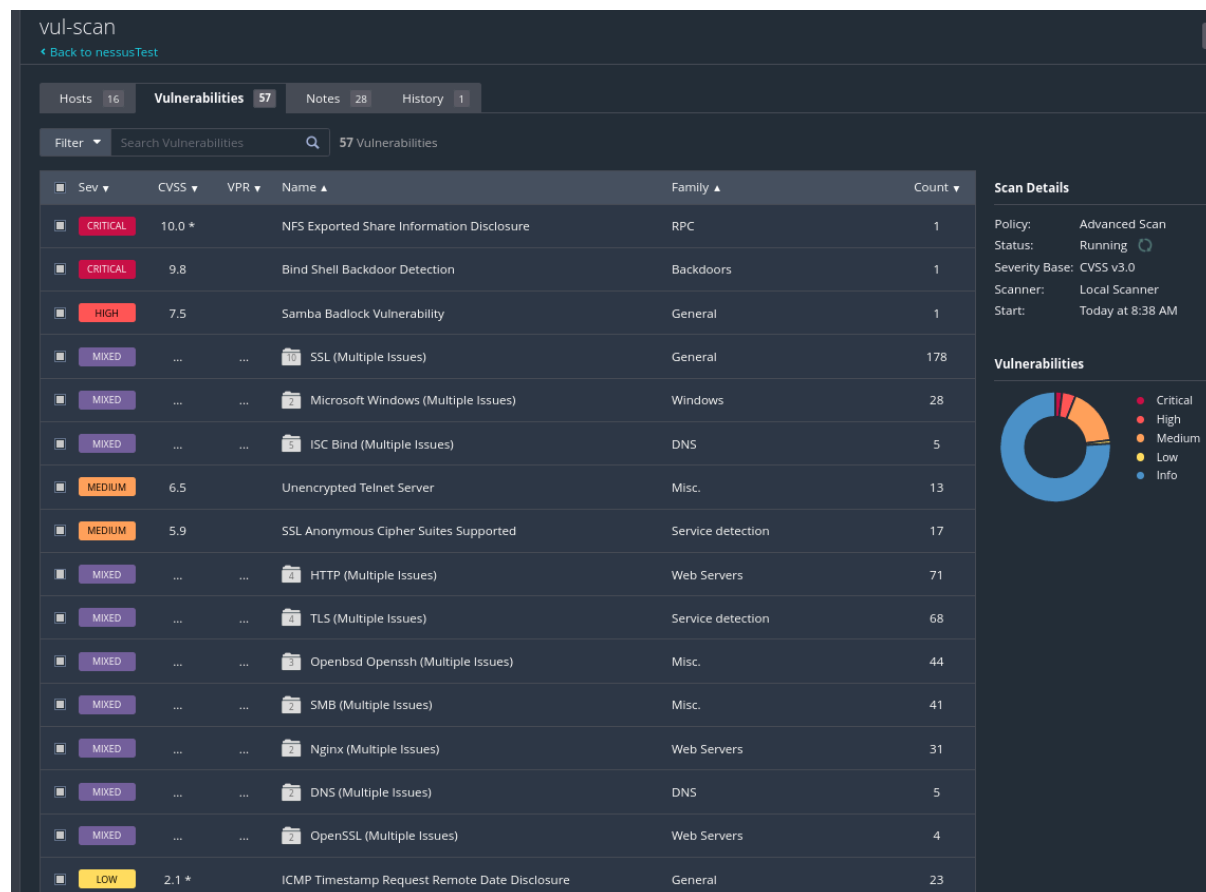 vul-scan
Back to nessusTest
Hosts 16 Vulnerabilities 57 Notes 28 History 1
Filter Search Vulnerabilities 57 Vulnerabilities
Sev CVSS VPR Name Family Count
CRITICAL 10.0 * NFS Exported Share Information Disclosure RPC 1
CRITICAL 9.8 Bind Shell Backdoor Detection Backdoors 1
HIGH 7.5 Samba Badlock Vulnerability General 1
MIXED ... ... 10 SSL (Multiple Issues) General 178
MIXED ... ... 2 Microsoft Windows (Multiple Issues) Windows 28
MIXED ... ... 5 ISC Bind (Multiple Issues) DNS 5
MEDIUM 6.5 Unencrypted Telnet Server Misc. 13
MEDIUM 5.9 SSL Anonymous Cipher Suites Supported Service detection 17
MIXED ... ... 4 HTTP (Multiple Issues) Web Servers 71
MIXED ... ... 4 TLS (Multiple Issues) Service detection 68
MIXED ... ... 3 Openbsd Openssh (Multiple Issues) Misc. 44
MIXED ... ... 2 SMB (Multiple Issues) Misc. 41
MIXED ... ... 2 Nginx (Multiple Issues) Web Servers 31
MIXED ... ... 2 DNS (Multiple Issues) DNS 5
MIXED ... ... 2 OpenSSL (Multiple Issues) Web Servers 4
LOW 2.1 * ICMP Timestamp Request Remote Date Disclosure General 23
Scan Details
Policy: Advanced Scan
Status: Running
Severity Base: CVSS v3.0
Scanner: Local Scanner
Start: Today at 8:38 AM
Vulnerabilities
Critical
High
Medium
Low
Info